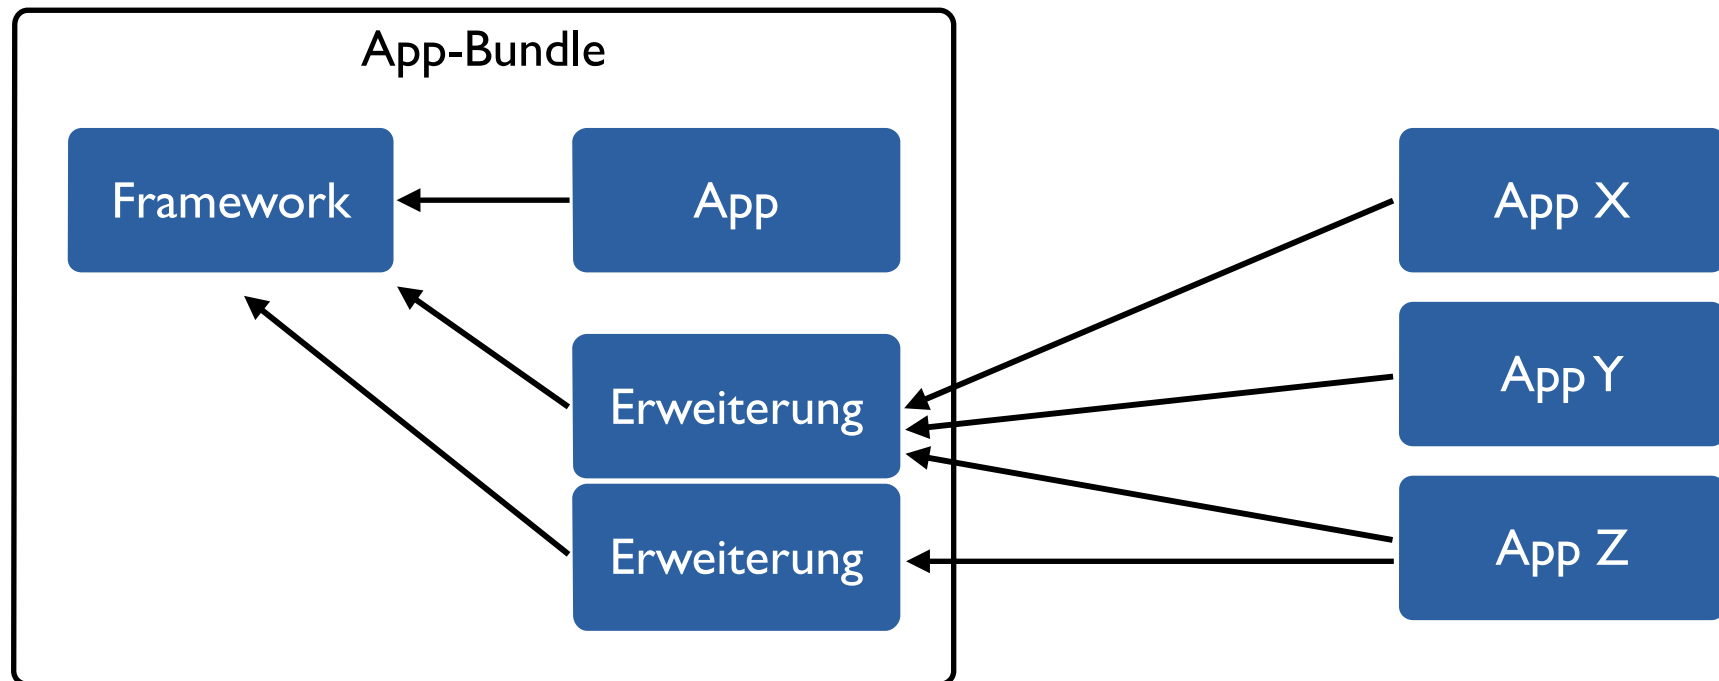 App-Bundle
Framework
App
App X
App Y
Erweiterung
Erweiterung
App Z